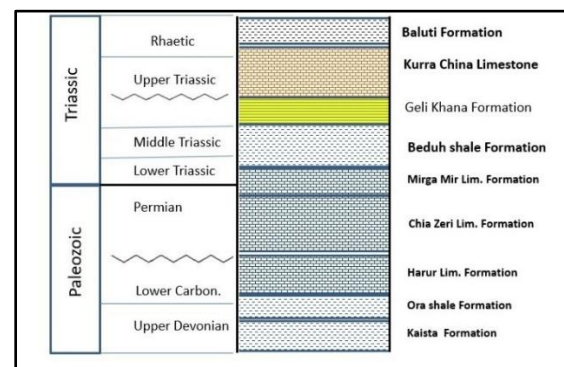 Triassic
Paleozoic
Rhaetic
Upper Triassic
Middle Triassic
Lower Triassic
Permian
Lower Carbon.
Upper Devonian
Baluti Formation
Kurra China Limestone
Geli Khana Formation
Beduh shale Formation
Mirga Mir Lim. Formation
Chia Zeri Lim. Formation
Harur Lim. Formation
Ora shale Formation
Kaista Formation